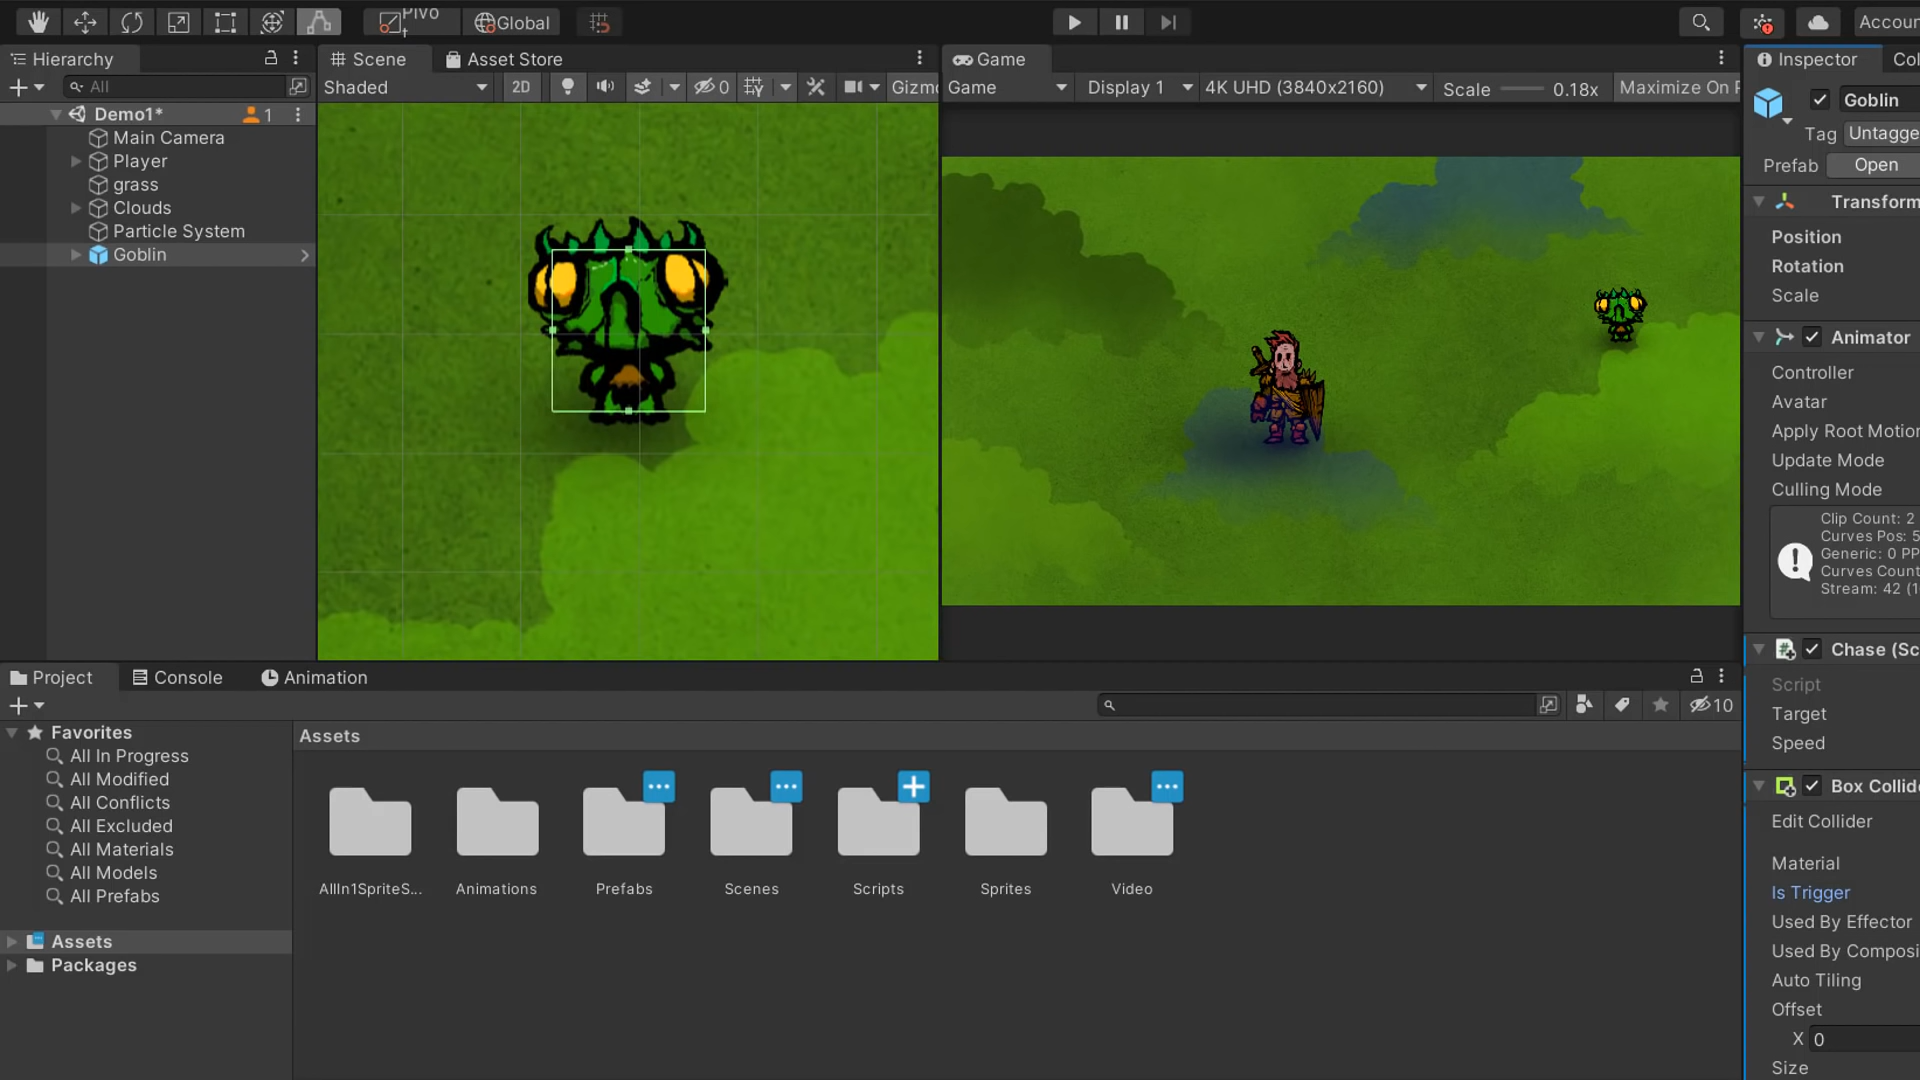 Pivo
t
Global
Accoun
Hierarchy
Scene
Asset Store
Game
Inspector
Col
All
Shaded
2D
0
Gizmo
Game
Display 1
4K UHD (3840x2160)
Scale
0.18x
Maximize On P
Goblin
Demo1*
1
Main Camera
Player
grass
Clouds
Particle System
Goblin
Tag
Untagge
Prefab
Open
Transform
Position
Rotation
Scale
Animator
Controller
Avatar
Apply Root Motion
Update Mode
Culling Mode
Clip Count: 2
Curves Pos: 5
Generic: 0 PP
Curves Count
Stream: 42 (1
Chase (Sc
Script
Target
Speed
Box Collide
Edit Collider
Material
Is Trigger
Used By Effector
Used By Composi
Auto Tiling
Offset
X 0
Size
Project
Console
Animation
10
Favorites
All In Progress
All Modified
All Conflicts
All Excluded
All Materials
All Models
All Prefabs
Assets
Packages
Assets
AllIn1SpriteS...
Animations
Prefabs
Scenes
Scripts
Sprites
Video